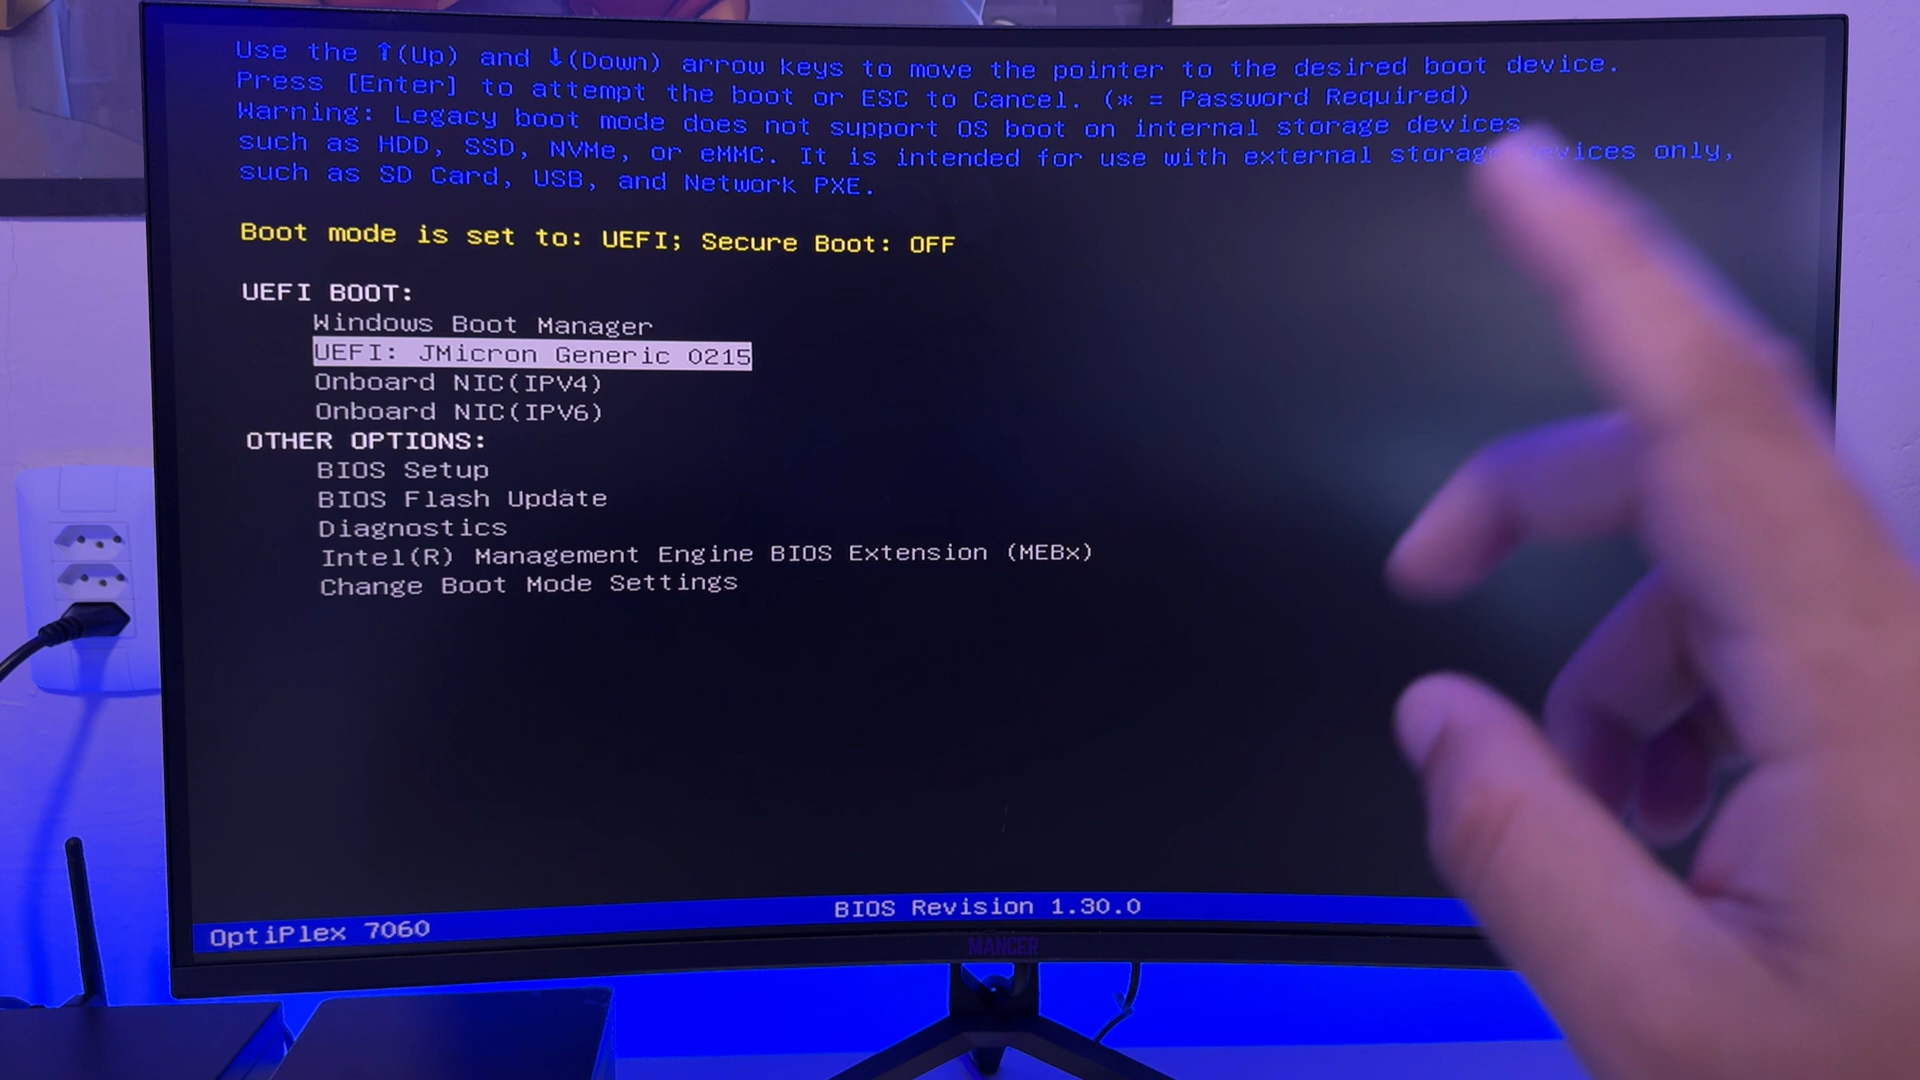 Use the ↑(Up) and ↓(Down) arrow keys to move the pointer to the desired boot device.
Press [Enter] to attempt the boot or ESC to Cancel. (* = Password Required)
Warning: Legacy boot mode does not support OS boot on internal storage devices
such as HDD, SSD, NVMe, or eMMC. It is intended for use with external storage devices only,
such as SD Card, USB, and Network PXE.
Boot mode is set to: UEFI; Secure Boot: OFF
UEFI BOOT:
Windows Boot Manager
UEFI: JMicron Generic 0215
Onboard NIC(IPV4)
Onboard NIC(IPV6)
OTHER OPTIONS:
BIOS Setup
BIOS Flash Update
Diagnostics
Intel(R) Management Engine BIOS Extension (MEBx)
Change Boot Mode Settings
BIOS Revision 1.30.0
OptiPlex 7060
MANCER